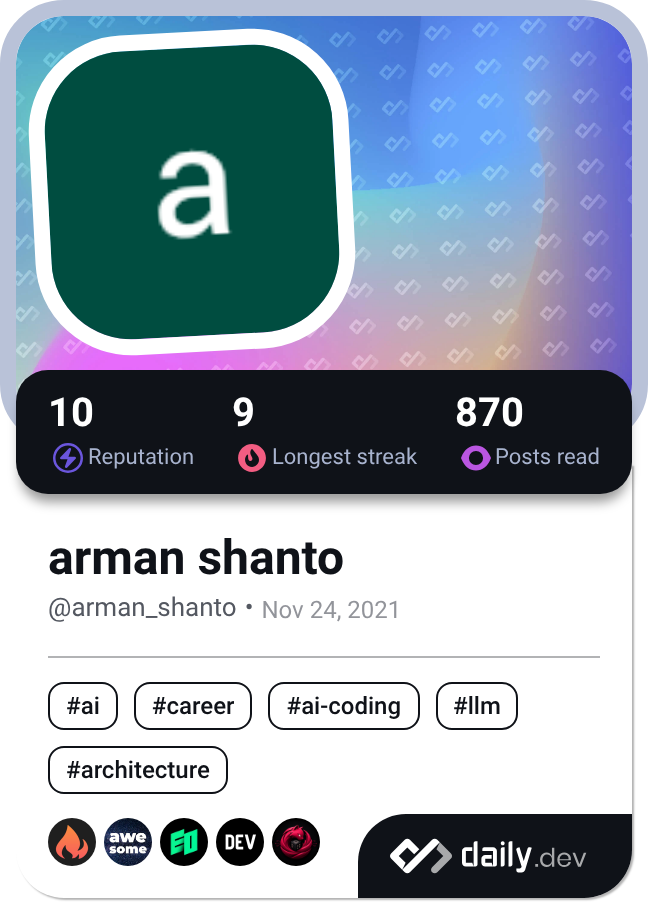 a
10 9 870
Reputation Longest streak Posts read
arman shanto
@arman_shanto • Nov 24, 2021
#ai #career #ai-coding #llm
#architecture
awe
some
DEV
daily.dev